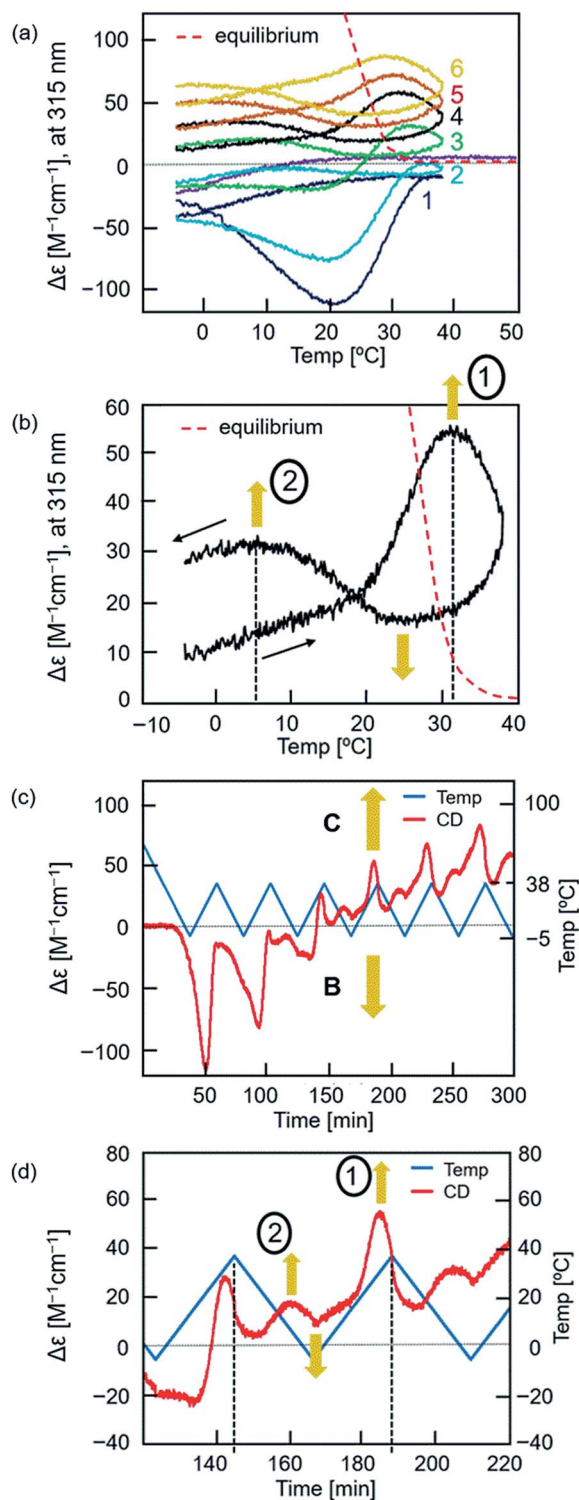 (a)
equilibrium
6
5
4
3
2
1
100
50
0
−50
−100
Δε [M⁻¹cm⁻¹], at 315 nm
0 10 20 30 40 50
Temp [ºC]
(b)
1
2
equilibrium
60
50
40
30
20
10
0
Δε [M⁻¹cm⁻¹], at 315 nm
−10 0 10 20 30 40
Temp [ºC]
(c)
Temp
CD
C
B
100
50
0
−50
−100
Δε [M⁻¹cm⁻¹]
100
38
−5
Temp [ºC]
50 100 150 200 250 300
Time [min]
(d)
1
2
Temp
CD
80
60
40
20
0
−20
−40
Δε [M⁻¹cm⁻¹]
80
60
40
20
0
−20
−40
Temp [ºC]
140 160 180 200 220
Time [min]